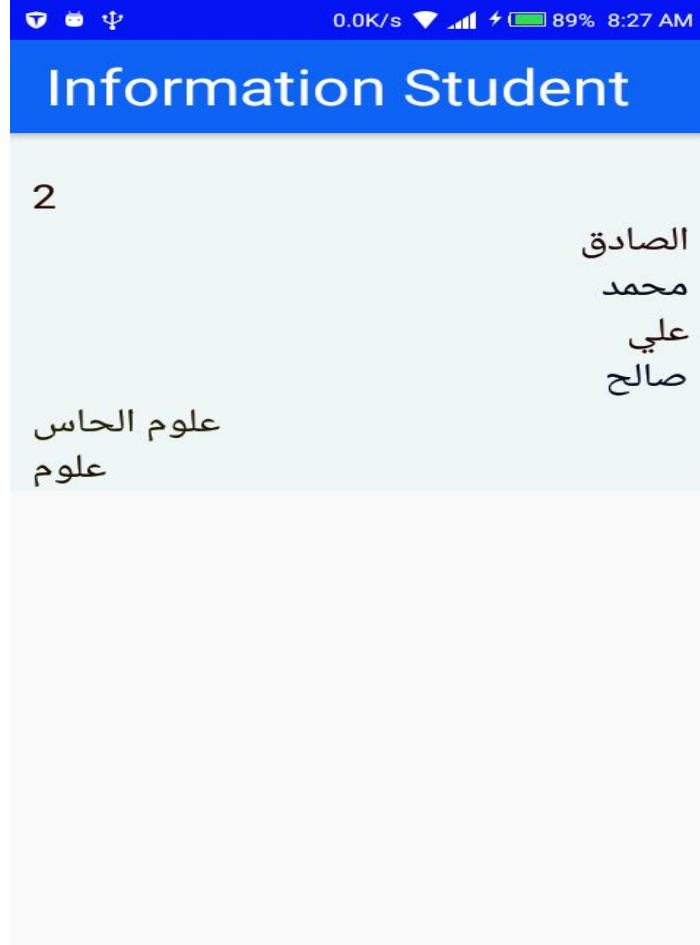 0.0K/s 89% 8:27 AM
Information Student
2
الصادق
محمد
علي
صالح
علوم الحاس
علوم